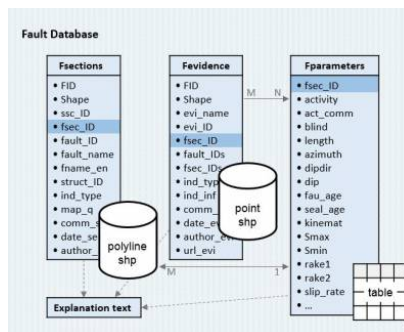 Fault Database
Fsections
• FID
• Shape
• ssc_ID
• fsec_ID
• fault_ID
• fault_name
• fname_en
• struct_ID
• ind_type
• map_q
• comm_s
• date_se
• author_
polyline
shp
Fevidence
• FID
• Shape
• evi_name
• evi_ID
• fsec_ID
• fault_IDs
• fsec_IDs
• ind_typ
• ind_inf
• comm_
• date_ev
• author_evi
• url_evi
point
shp
M
N
Fparameters
• fsec_ID
• activity
• act_comm
• blind
• length
• azimuth
• dipdir
• dip
• fau_age
• seal_age
• kinemat
• Smax
• Smin
• rake1
• rake2
• slip_rate
• ...
table
M
1
Explanation text